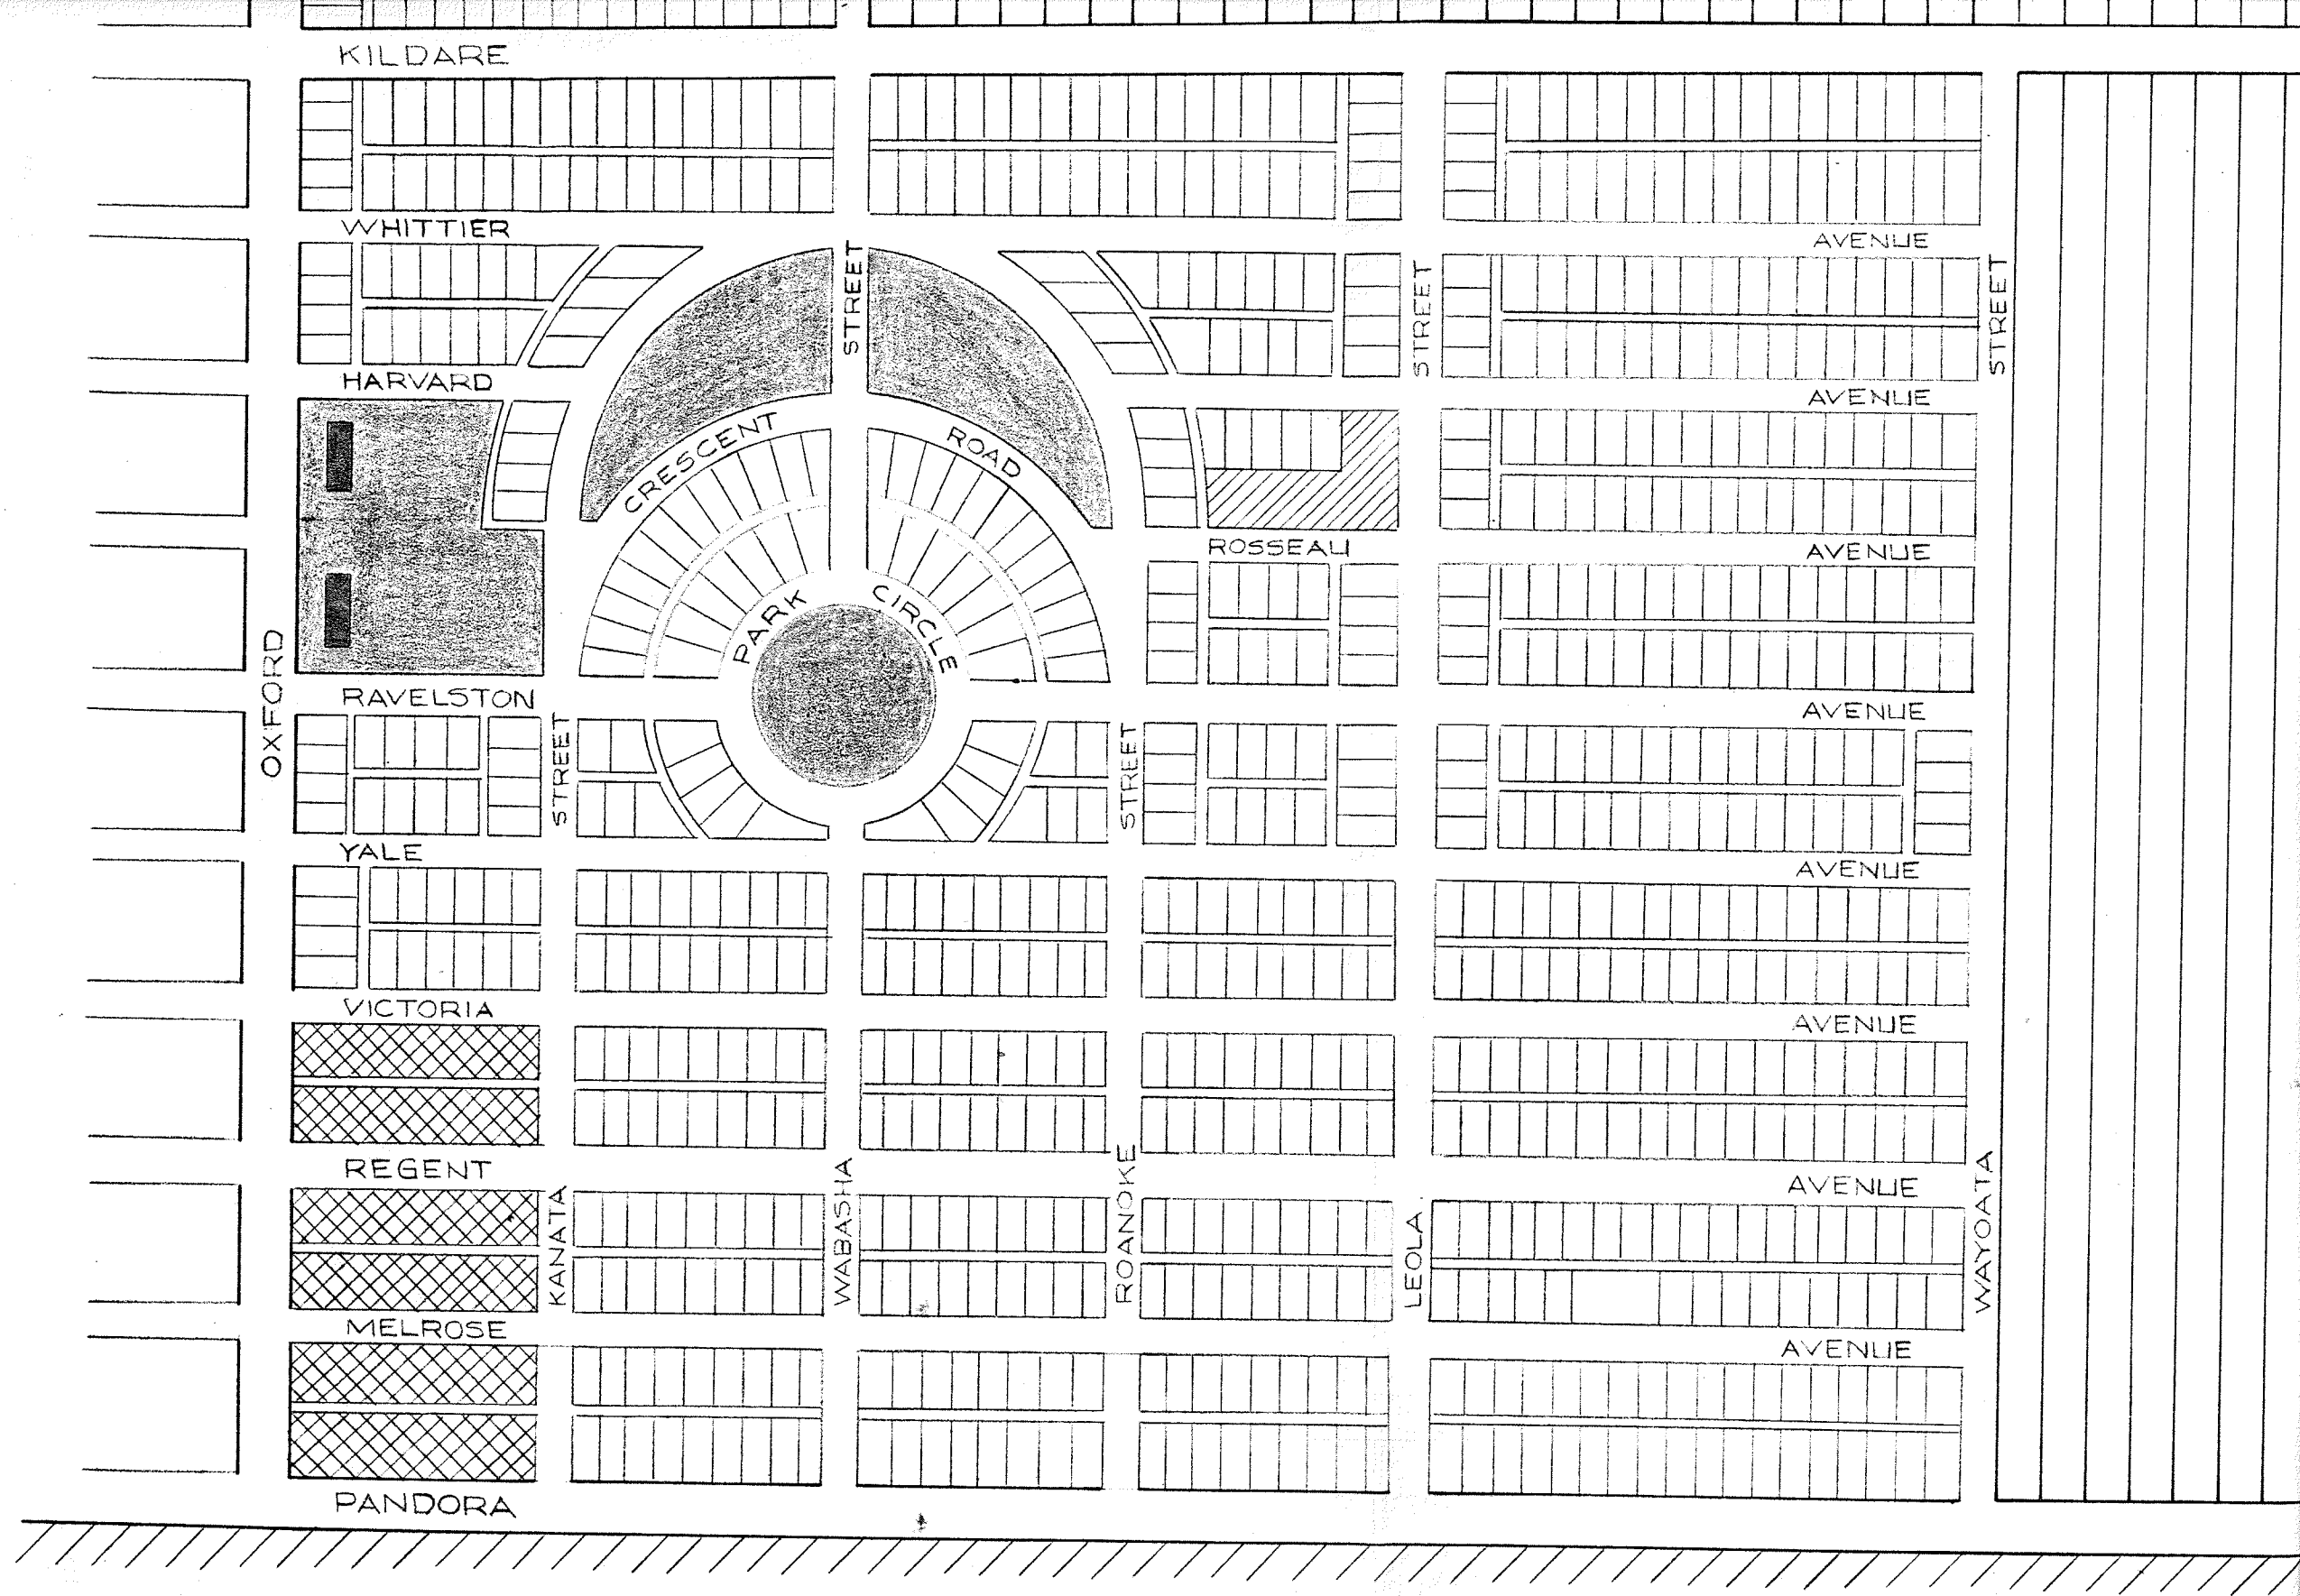 KILDARE
WHITTIER
AVENUE
STREET
STREET
STREET
HARVARD
AVENUE
CRESCENT ROAD
ROSSEAU
AVENUE
PARK CIRCLE
OXFORD
RAVELSTON
AVENUE
STREET
STREET
YALE
AVENUE
VICTORIA
AVENUE
REGENT
AVENUE
KANATA
WABASHA
ROANOKE
LEOLA
WAYOATA
MELROSE
AVENUE
PANDORA